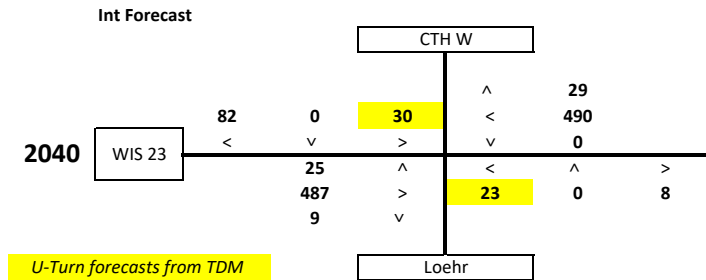 Int Forecast
CTH W
^ 29
82 0 30 < 490
< v > v 0
2040 WIS 23
25 ^ < ^ >
487 > 23 0 8
9 v
U-Turn forecasts from TDM
Loehr